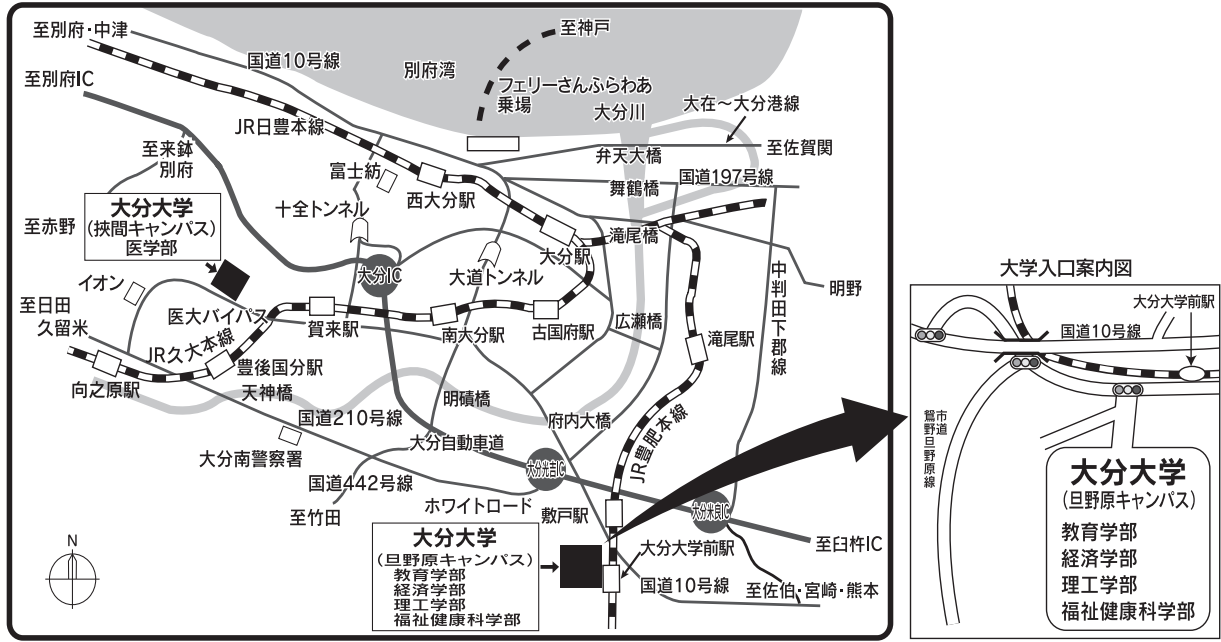 至別府・中津
国道10号線
至別府IC
別府湾
至神戸
フェリーさんふらわあ
乗場
大分川
大在〜大分港線
JR日豊本線
至来鉢
別府
富士紡
西大分駅
弁天大橋
至佐賀関
舞鶴橋
国道197号線
大分大学
(挾間キャンパス)
医学部
至赤野
十全トンネル
大分駅
滝尾橋
大分IC
大道トンネル
イオン
至日田
久留米
医大バイパス
賀来駅
南大分駅
古国府駅
広瀬橋
滝尾駅
中判田下郡線
明野
JR久大本線
豊後国分駅
向之原駅
天神橋
国道210号線
明磧橋
府内大橋
JR豊肥本線
大分自動車道
大分光吉IC
大分南警察署
国道442号線
至竹田
ホワイトロード
敷戸駅
大分米良IC
至臼杵IC
大分大学
(旦野原キャンパス)
教育学部
経済学部
理工学部
福祉健康科学部
大分大学前駅
国道10号線
至佐伯・宮崎・熊本
N
大学入口案内図
大分大学前駅
国道10号線
市道
鴛野旦野原線
大分大学
(旦野原キャンパス)
教育学部
経済学部
理工学部
福祉健康科学部